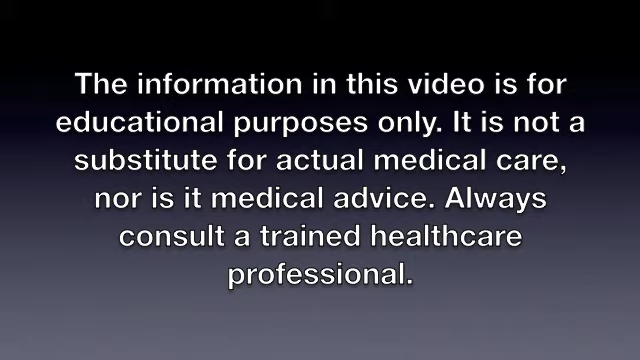 The information in this video is for
educational purposes only. It is not a
substitute for actual medical care,
nor is it medical advice. Always
consult a trained healthcare
professional.